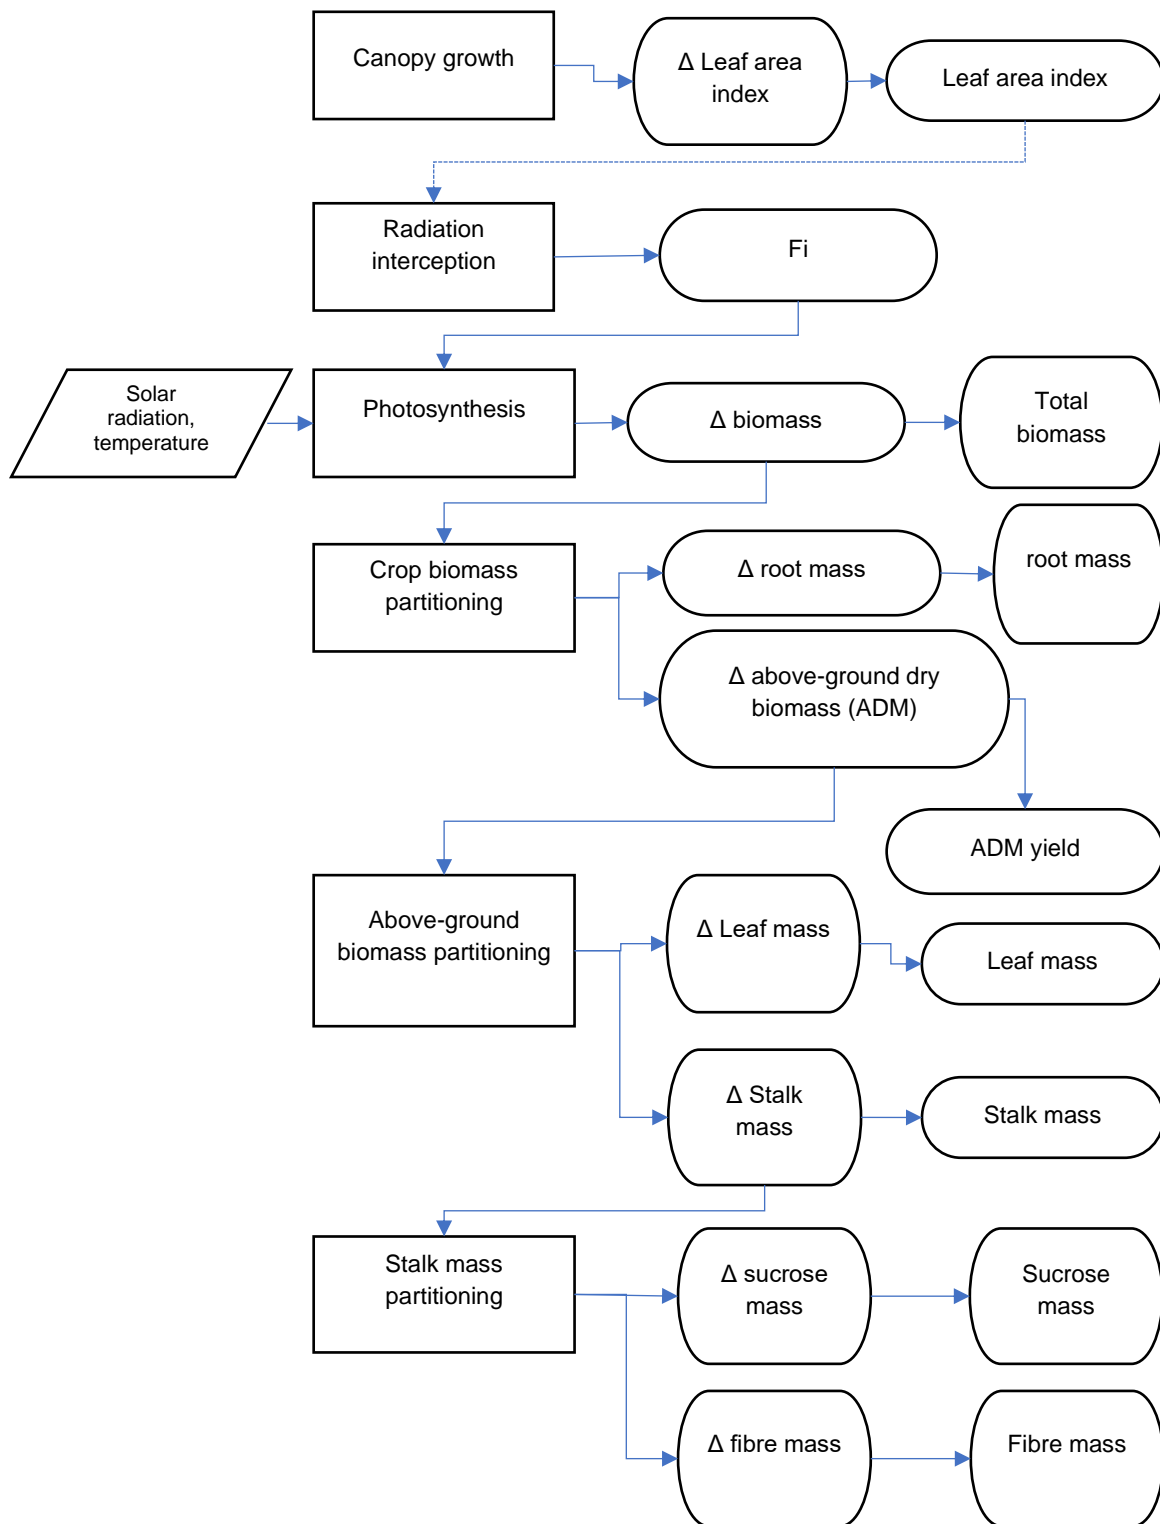 Canopy growth
Δ Leaf area
index
Leaf area index
Radiation
interception
Fi
Solar
radiation,
temperature
Photosynthesis
Δ biomass
Total
biomass
Crop biomass
partitioning
Δ root mass
root mass
Δ above-ground dry
biomass (ADM)
ADM yield
Above-ground
biomass partitioning
Δ Leaf mass
Leaf mass
Δ Stalk
mass
Stalk mass
Stalk mass
partitioning
Δ sucrose
mass
Sucrose
mass
Δ fibre mass
Fibre mass